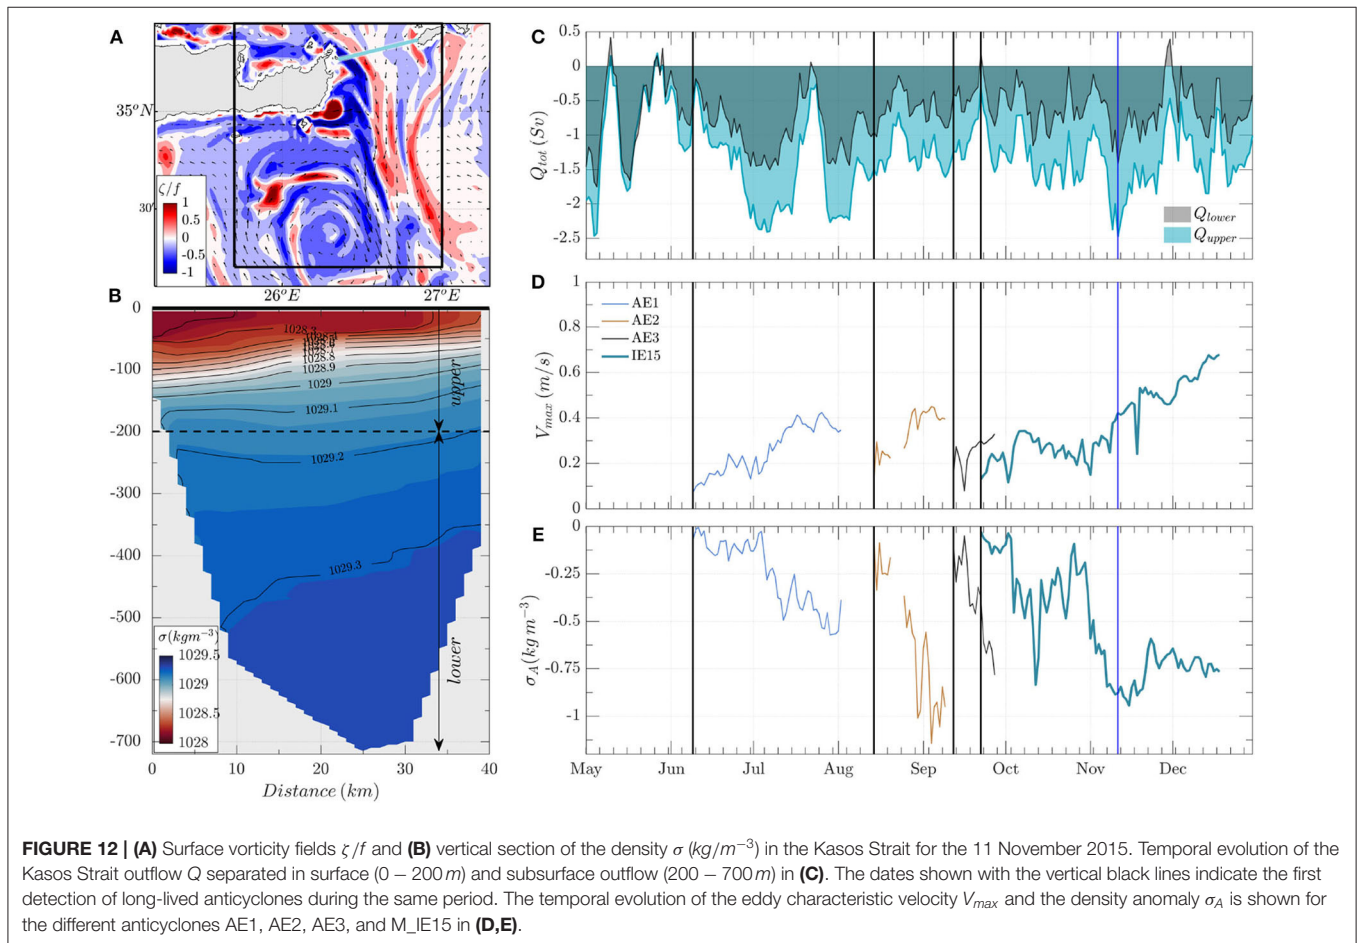 A
35° N
30'
ζ/f
1
0.5
0
-0.5
-1
26°E
27°E
B
0
-100
-200
-300
-400
-500
-600
-700
1028.3
1028.4
1028.7
1028.8
1028.9
1029
1029.1
1029.2
1029.3
upper
lower
σ(kgm⁻³)
1029.5
1029
1028.5
1028
0 10 20 30 40
Distance (km)
C
0.5
0
-0.5
-1
-1.5
-2
-2.5
Q_tot (Sv)
Q_lower
Q_upper
D
1
0.8
0.6
0.4
0.2
0
V_max (m/s)
AE1
AE2
AE3
IE15
E
0
-0.25
-0.5
-0.75
-1
σ_A(kg m⁻³)
May Jun Jul Aug Sep Oct Nov Dec
FIGURE 12 | (A) Surface vorticity fields ζ/f and (B) vertical section of the density σ (kg/m⁻³) in the Kasos Strait for the 11 November 2015. Temporal evolution of the
Kasos Strait outflow Q separated in surface (0 − 200 m) and subsurface outflow (200 − 700 m) in (C). The dates shown with the vertical black lines indicate the first
detection of long-lived anticyclones during the same period. The temporal evolution of the eddy characteristic velocity V_max and the density anomaly σ_A is shown for
the different anticyclones AE1, AE2, AE3, and M_IE15 in (D,E).